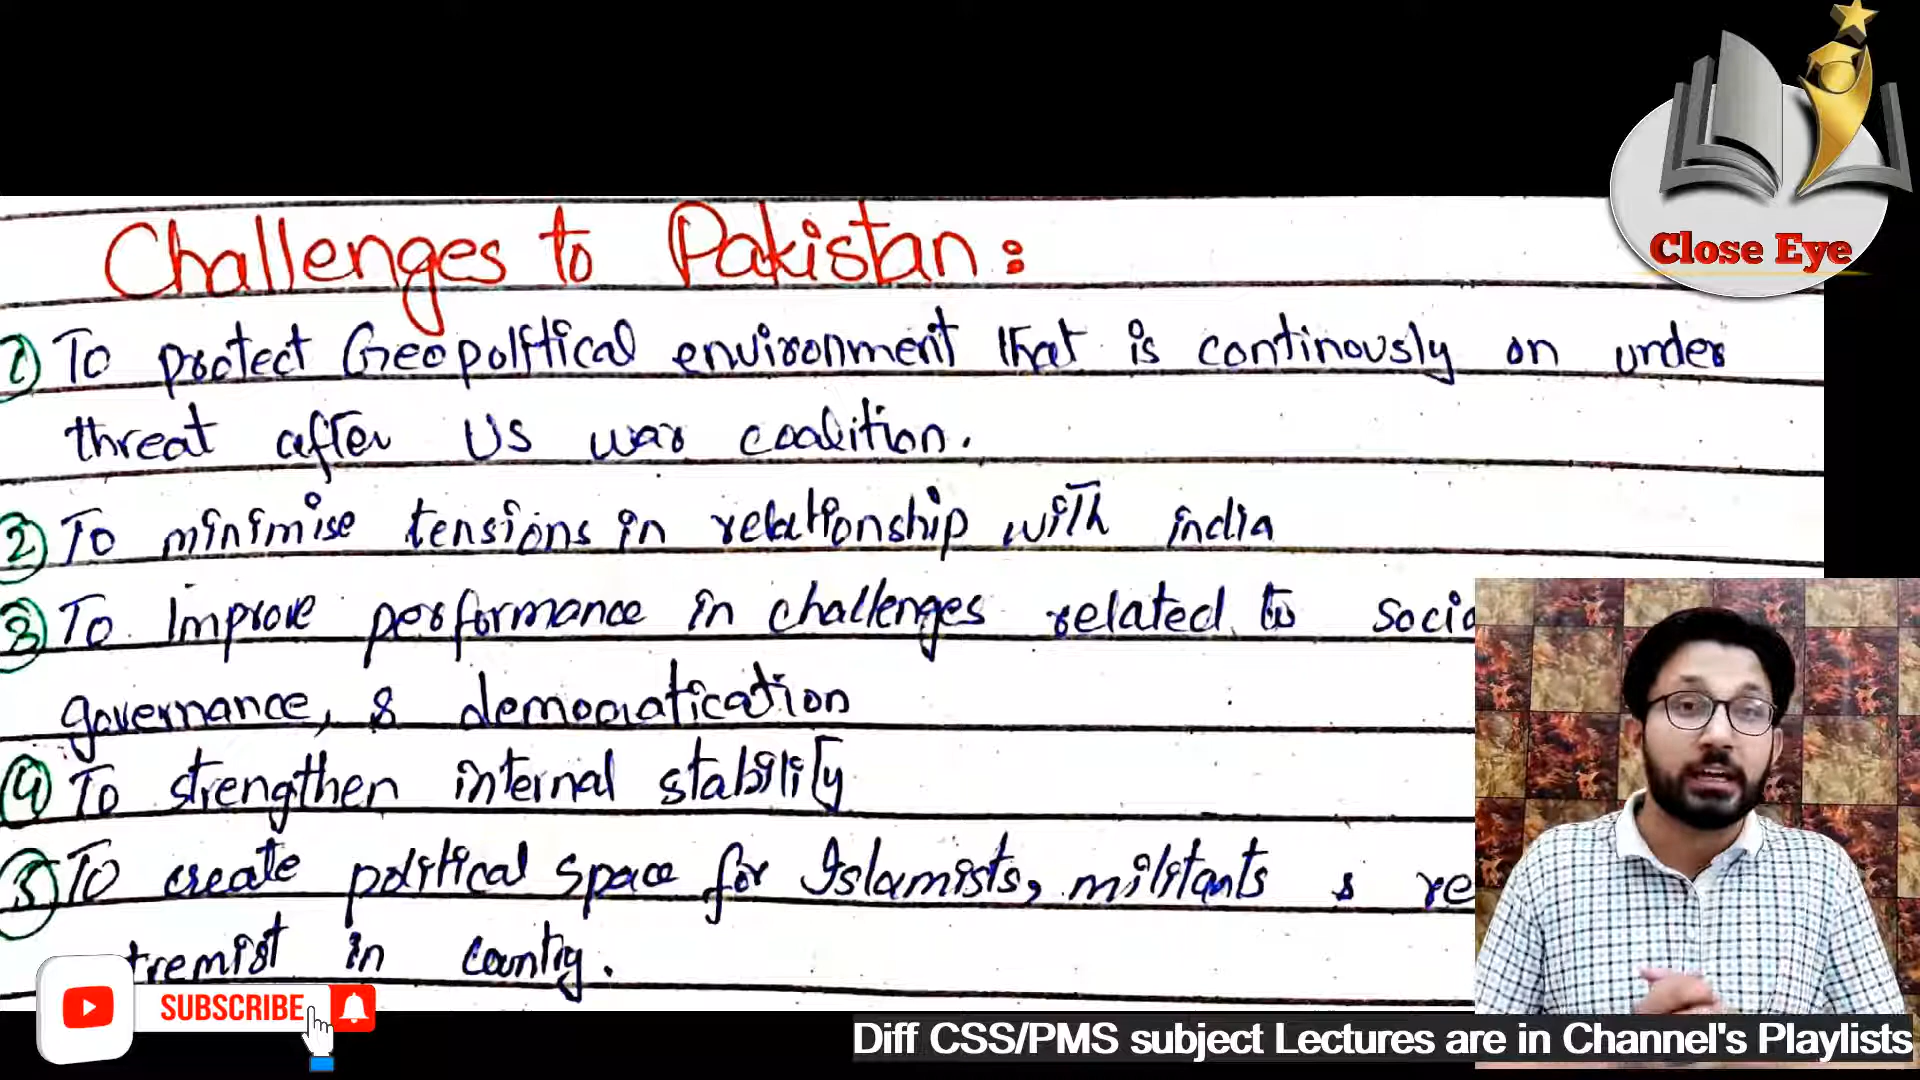 Close Eye
Challenges to Pakistan:
1) To protect Geopolitical environment that is continously on under
threat after US war coalition.
2) To minimise tensions in relationship with india
3) To Improve performance in challenges related to
governance, & democratication
4) To strengthen internal stability
5) To create political space for Islamists, militants &
in country.
SUBSCRIBE
Diff CSS/PMS subject Lectures are in Channel's Playlists